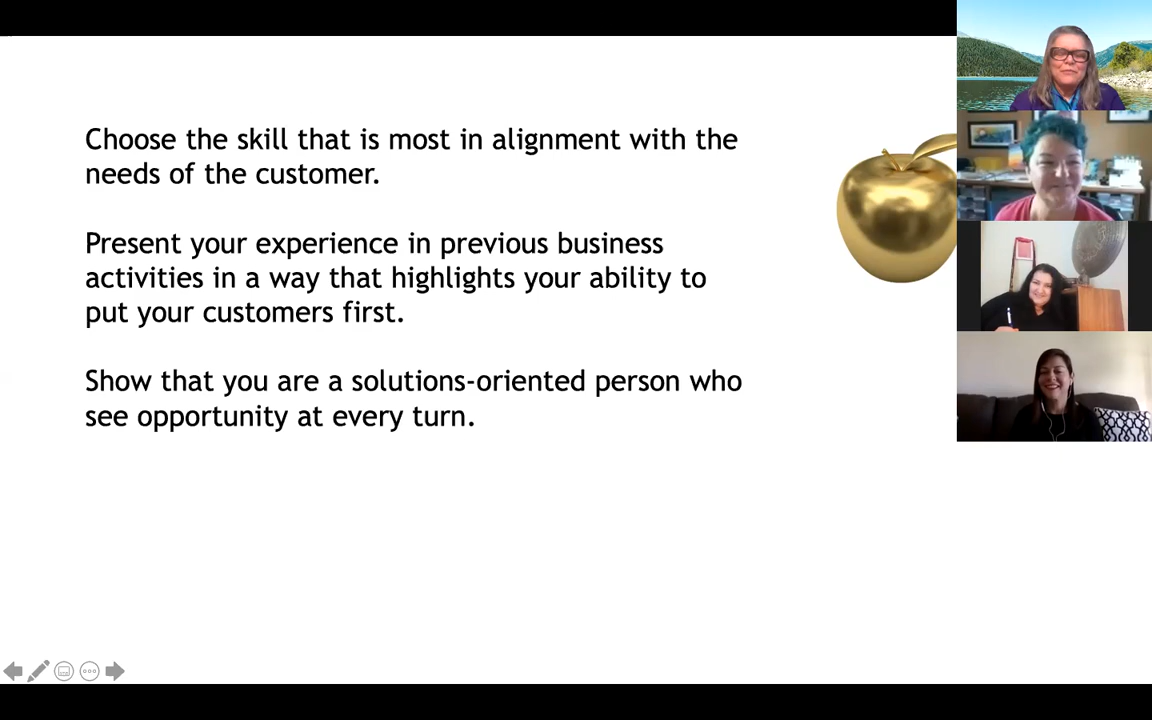 Choose the skill that is most in alignment with the
needs of the customer.
Present your experience in previous business
activities in a way that highlights your ability to
put your customers first.
Show that you are a solutions-oriented person who
see opportunity at every turn.